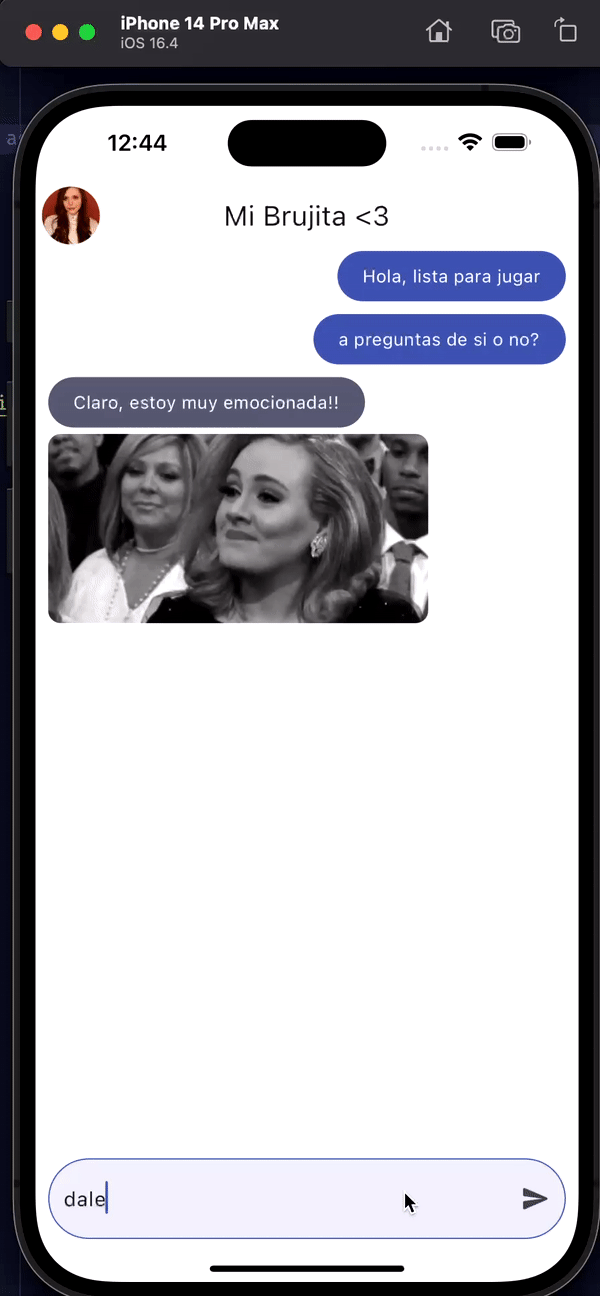 iPhone 14 Pro Max
iOS 16.4
12:44
Mi Brujita <3
Hola, lista para jugar
a preguntas de si o no?
Claro, estoy muy emocionada!!
dale